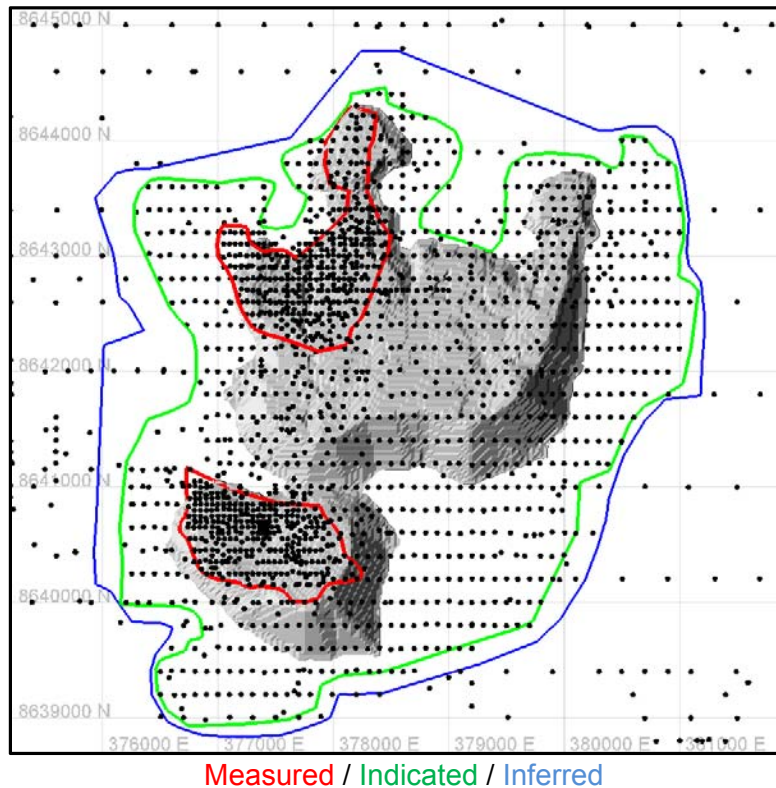 8645000 N
8644000 N
8643000 N
8642000 N
8641000 N
8640000 N
8639000 N
376000 E 377000 E 378000 E 379000 E 380000 E 381000 E
Measured / Indicated / Inferred